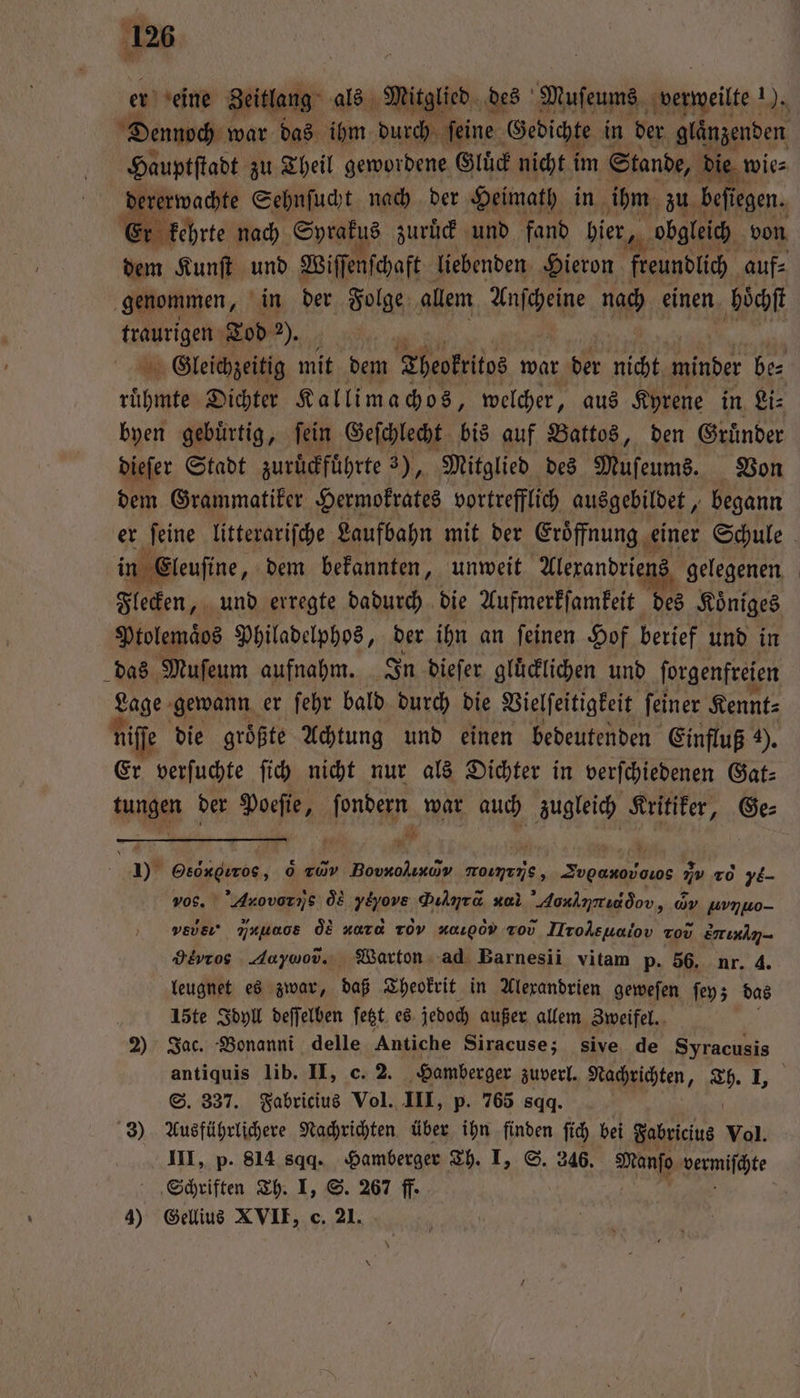 126
er eine Zeitlang als Mitglied des Muſeums verweilte 1).
Dennoch war das ihm durch ſeine Gedichte in der glänzenden
Hauptſtadt zu Theil gewordene Glück nicht im Stande, die wie-
dererwachte Sehnſucht nach der Heimath in ihm zu beſiegen.
Er kehrte nach Syrakus zurück und fand hier, obgleich von
dem Kunſt und Wiſſenſchaft liebenden Hieron freundlich auf-
genommen, in der Folge allem Anſcheine nach einen höchſt
traurigen Tod 2).
Gleichzeitig mit dem Theokritos war der nicht minder be-
rühmte Dichter Kallimachos, welcher, aus Kyrene in Li-
byen gebürtig, ſein Geſchlecht bis auf Battos, den Gründer
dieſer Stadt zurückführte 3), Mitglied des Muſeums. Von
dem Grammatiker Hermokrates vortrefflich ausgebildet, begann
er ſeine litterariſche Laufbahn mit der Eröffnung einer Schule
in Eleuſine, dem bekannten, unweit Alexandriens gelegenen
Flecken, und erregte dadurch die Aufmerkſamkeit des Königes
Ptolemäos Philadelphos, der ihn an ſeinen Hof berief und in
das Muſeum aufnahm. In dieſer glücklichen und ſorgenfreien
Lage gewann er ſehr bald durch die Vielſeitigkeit ſeiner Kennt-
niſſe die größte Achtung und einen bedeutenden Einfluß 4).
Er verſuchte ſich nicht nur als Dichter in verſchiedenen Gat-
tungen der Poeſie, ſondern war auch zugleich Kritiker, Ge-
1) Θεόκριτος, ὁ τῶν Βουκολικῶν ποιητής, Συρακούσιος ἦν τὸ γέ-
νος. Ἀκουστὴς δὲ γέγονε Φιλητᾶ καὶ Ἀσκληπιάδου, ὧν μνημο-
νεύει· ἤκμασε δὲ κατὰ τὸν καιρὸν τοῦ Πτολεμαίου τοῦ ἐπικλη-
θέντος Λαγωοῦ. Warton ad Barnesii vitam p. 56. nr. 4.
leugnet es zwar, daß Theokrit in Alexandrien geweſen ſey; das
15te Idyll deſſelben ſetzt es jedoch außer allem Zweifel.
2) Jac. Bonanni delle Antiche Siracuse; sive de Syracusis
antiquis lib. II, c. 2. Hamberger zuverl. Nachrichten, Th. I,
S. 337. Fabricius Vol. III, p. 765 sqq.
3) Ausführlichere Nachrichten über ihn finden ſich bei Fabricius Vol.
III, p. 814 sqq. Hamberger Th. I, S. 246. Manſo vermiſchte
Schriften Th. I, S. 267 ff.
4) Gellius XVII, c. 21.